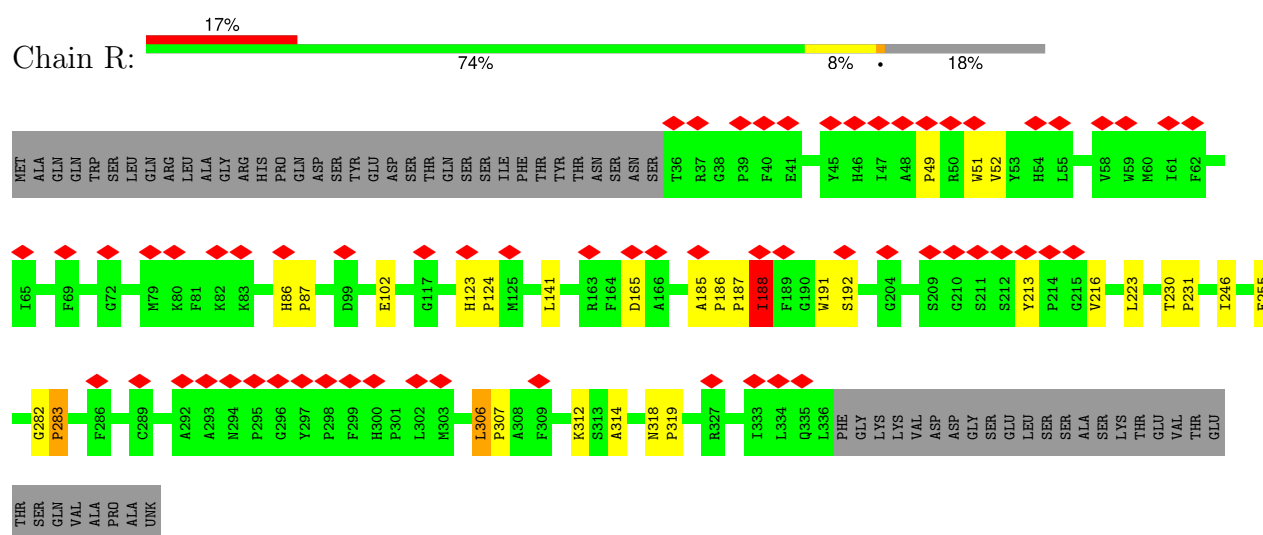 17%
Chain R:
74% 8% • 18%
MET ALA GLN GLN TRP SER LEU GLN ARG LEU ALA GLY ARG HIS PRO GLN ASP SER TYR GLU ASP SER THR GLN SER SER ILE PHE THR TYR THR ASN SER ASN SER T36 R37 G38 P39 F40 E41 Y45 H46 I47 A48 P49 R50 W51 V52 Y53 H54 L55 V58 W59 M60 I61 F62
I65 F69 G72 M79 K80 F81 K82 K83 H86 P87 D99 E102 G117 H123 P124 M125 L141 R163 F164 D165 A166 A185 P186 P187 I188 F189 G190 W191 S192 G204 S209 G210 S211 S212 Y213 P214 G215 V216 L223 T230 P231 I246
G282 P283 F286 C289 A292 A293 N294 P295 G296 Y297 P298 F299 H300 P301 L302 M303 L306 P307 A308 F309 K312 S313 A314 N318 P319 R327 I333 L334 Q335 L336 PHE GLY LYS LYS VAL ASP ASP GLY SER GLU LEU SER SER ALA SER LYS THR GLU VAL THR GLU
THR SER GLN VAL ALA PRO ALA UNK